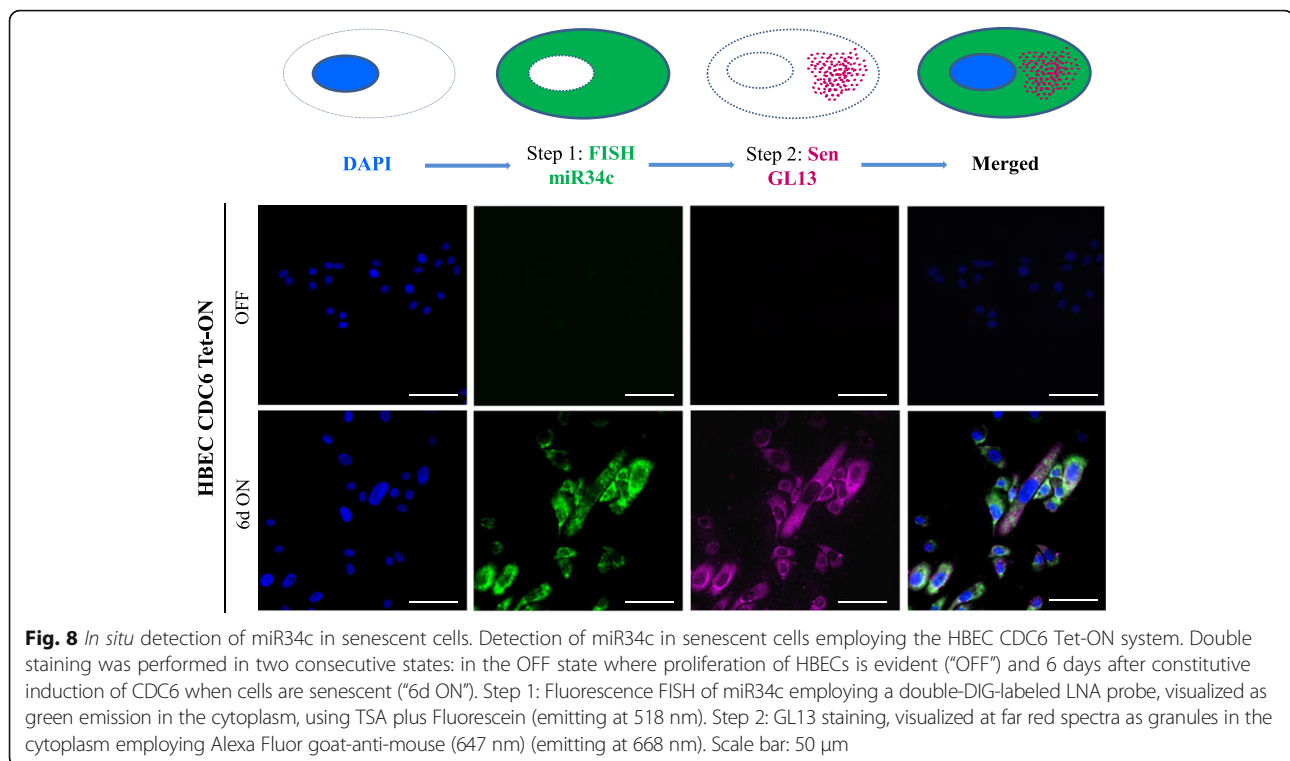 DAPI
Step 1: FISH
miR34c
Step 2: Sen
GL13
Merged
HBEC CDC6 Tet-ON
OFF
6d ON
Fig. 8 In situ detection of miR34c in senescent cells. Detection of miR34c in senescent cells employing the HBEC CDC6 Tet-ON system. Double
staining was performed in two consecutive states: in the OFF state where proliferation of HBECs is evident (“OFF”) and 6 days after constitutive
induction of CDC6 when cells are senescent (“6d ON”). Step 1: Fluorescence FISH of miR34c employing a double-DIG-labeled LNA probe, visualized as
green emission in the cytoplasm, using TSA plus Fluorescein (emitting at 518 nm). Step 2: GL13 staining, visualized at far red spectra as granules in the
cytoplasm employing Alexa Fluor goat-anti-mouse (647 nm) (emitting at 668 nm). Scale bar: 50 μm